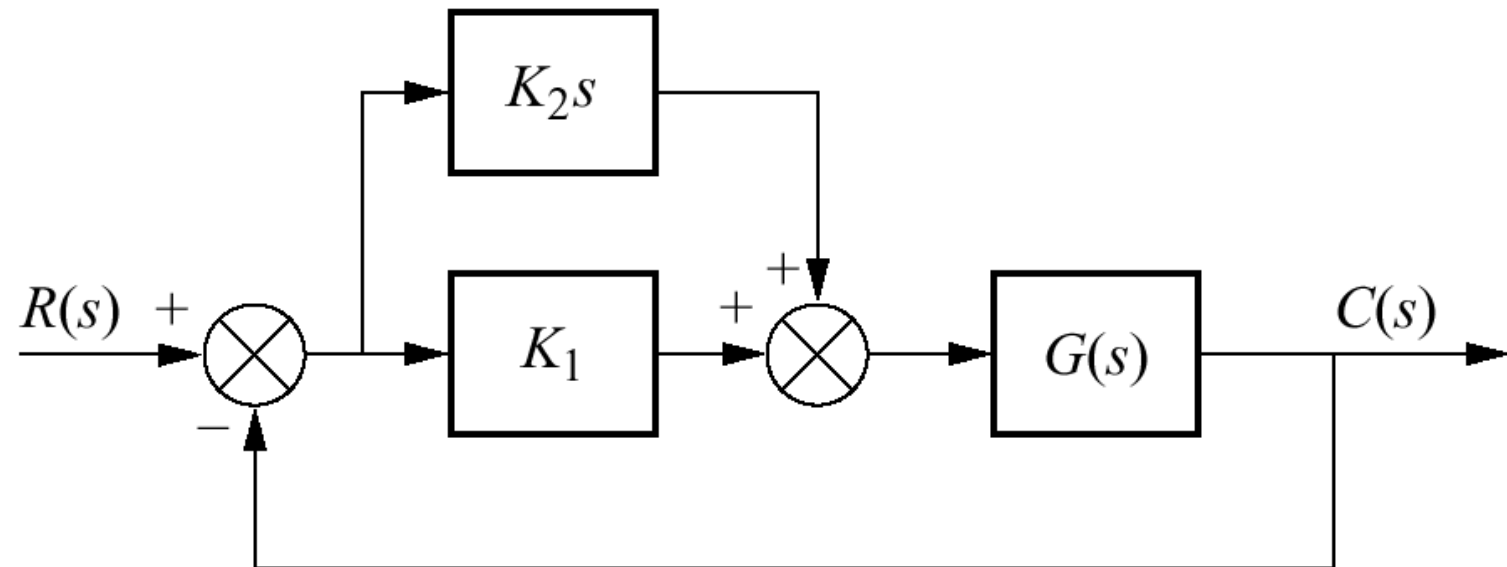 K₂s
+
R(s) + K₁ + G(s) C(s)
−